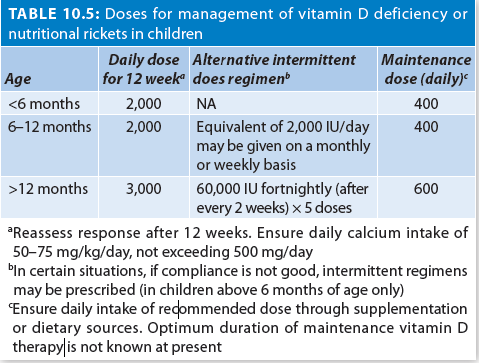 TABLE 10.5: Doses for management of vitamin D deficiency or
nutritional rickets in children
Age
Daily dose
for 12 weekᵃ
Alternative intermittent
does regimenᵇ
Maintenance
dose (daily)ᶜ
<6 months 2,000 NA 400
6–12 months 2,000 Equivalent of 2,000 IU/day 400
may be given on a monthly
or weekly basis
>12 months 3,000 60,000 IU fortnightly (after 600
every 2 weeks) × 5 doses
ᵃReassess response after 12 weeks. Ensure daily calcium intake of
50–75 mg/kg/day, not exceeding 500 mg/day
ᵇIn certain situations, if compliance is not good, intermittent regimens
may be prescribed (in children above 6 months of age only)
ᶜEnsure daily intake of recommended dose through supplementation
or dietary sources. Optimum duration of maintenance vitamin D
therapy is not known at present